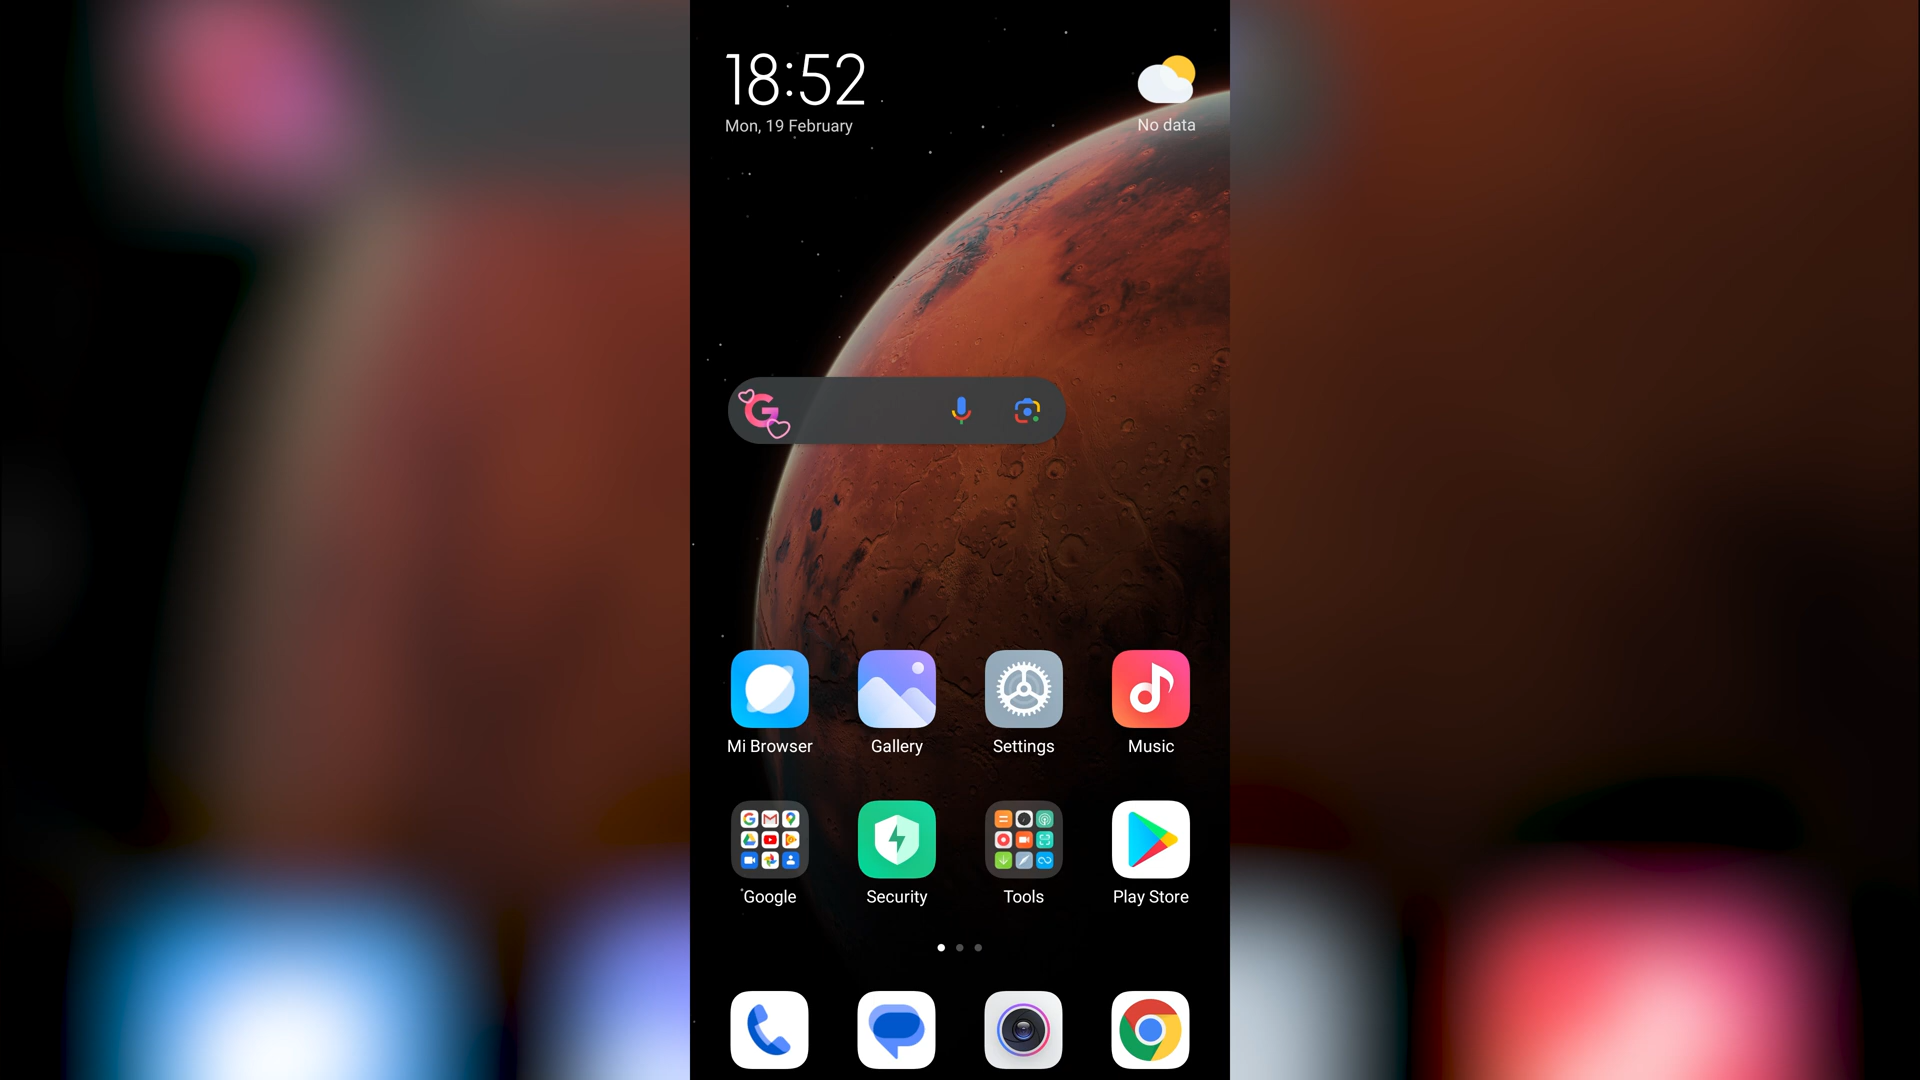 18:52
Mon, 19 February
No data
Mi Browser
Gallery
Settings
Music
Google
Security
Tools
Play Store